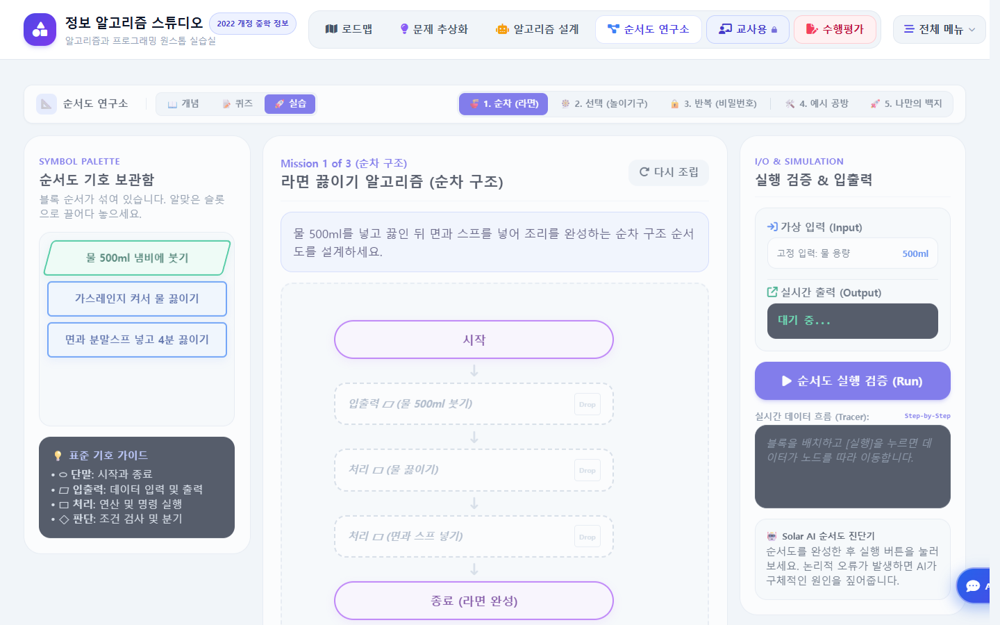 정보 알고리즘 스튜디오
2022 개정 중학 정보
알고리즘과 프로그래밍 원스톱 실습실
로드맵
문제 추상화
알고리즘 설계
순서도 연구소
교사용
수행평가
전체 메뉴
순서도 연구소
개념
퀴즈
실습
1. 순차 (라면)
2. 선택 (놀이기구)
3. 반복 (비밀번호)
4. 예시 공방
5. 나만의 백지
SYMBOL PALETTE
순서도 기호 보관함
블록 순서가 섞여 있습니다. 알맞은 슬롯
으로 끌어다 놓으세요.
물 500ml 냄비에 붓기
가스레인지 켜서 물 끓이기
면과 분말스프 넣고 4분 끓이기
표준 기호 가이드
• ⬭ 단말: 시작과 종료
• ▱ 입출력: 데이터 입력 및 출력
• ▭ 처리: 연산 및 명령 실행
• ◇ 판단: 조건 검사 및 분기
Mission 1 of 3 (순차 구조)
라면 끓이기 알고리즘 (순차 구조)
다시 조립
물 500ml를 넣고 끓인 뒤 면과 스프를 넣어 조리를 완성하는 순차 구조 순서
도를 설계하세요.
시작
↓
입출력 ▱ (물 500ml 붓기)
Drop
↓
처리 ▭ (물 끓이기)
Drop
↓
처리 ▭ (면과 스프 넣기)
Drop
↓
종료 (라면 완성)
I/O & SIMULATION
실행 검증 & 입출력
가상 입력 (Input)
고정 입력: 물 용량
500ml
실시간 출력 (Output)
대기 중...
순서도 실행 검증 (Run)
실시간 데이터 흐름 (Tracer):
Step-by-Step
블록을 배치하고 [실행]을 누르면 데
이터가 노드를 따라 이동합니다.
Solar AI 순서도 진단기
순서도를 완성한 후 실행 버튼을 눌러
보세요. 논리적 오류가 발생하면 AI가
구체적인 원인을 짚어줍니다.